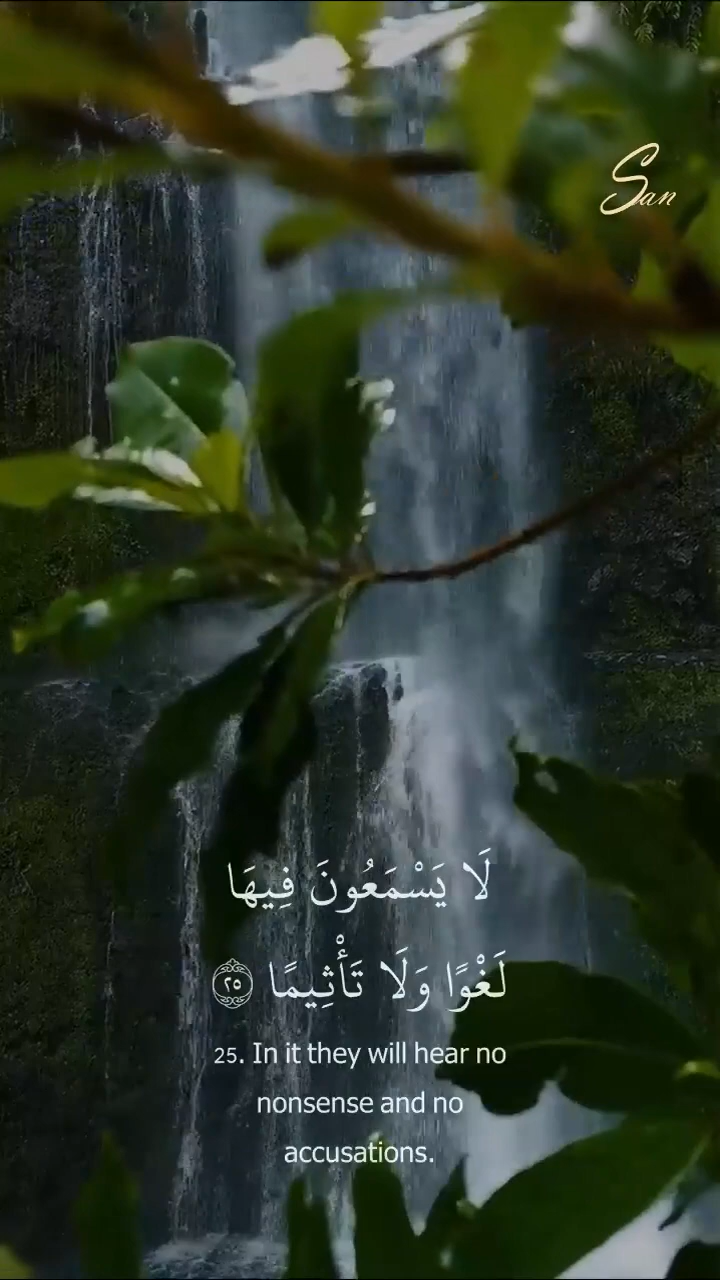 San
لَا يَسْمَعُونَ فِيهَا
لَغْوًا وَلَا تَأْثِيمًا ۝٢٥
25. In it they will hear no
nonsense and no
accusations.